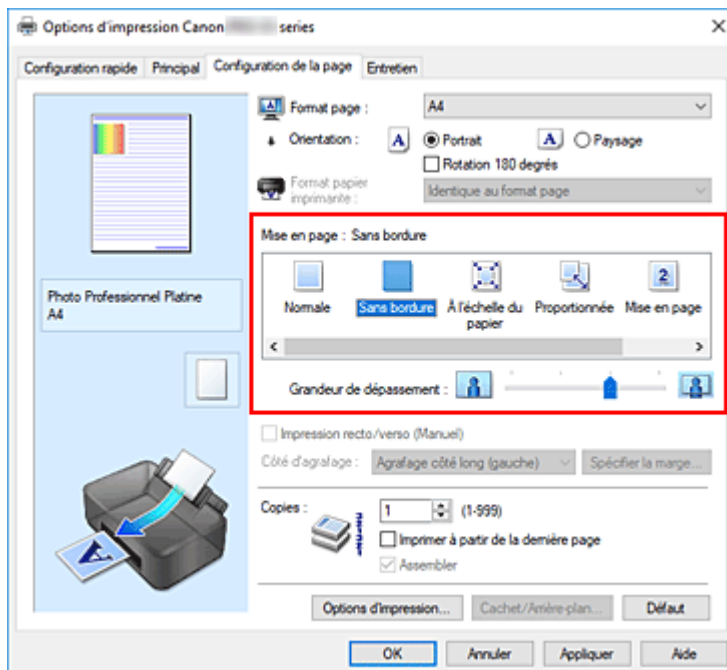 Options d'impression Canon series
Configuration rapide Principal Configuration de la page Entretien
Format page : A4
Orientation : A Portrait A Paysage
Rotation 180 degrés
Format papier imprimante : Identique au format page
Mise en page : Sans bordure
Normale Sans bordure À l'échelle du papier Proportionnée Mise en page
Photo Professionnel Platine
A4
Grandeur de dépassement :
Impression recto/verso (Manuel)
Côté d'agrafage : Agrafage côté long (gauche) Spécifier la marge...
Copies : 1 (1-999)
Imprimer à partir de la dernière page
Assembler
Options d'impression... Cachet/Arrière-plan... Défaut
OK Annuler Appliquer Aide